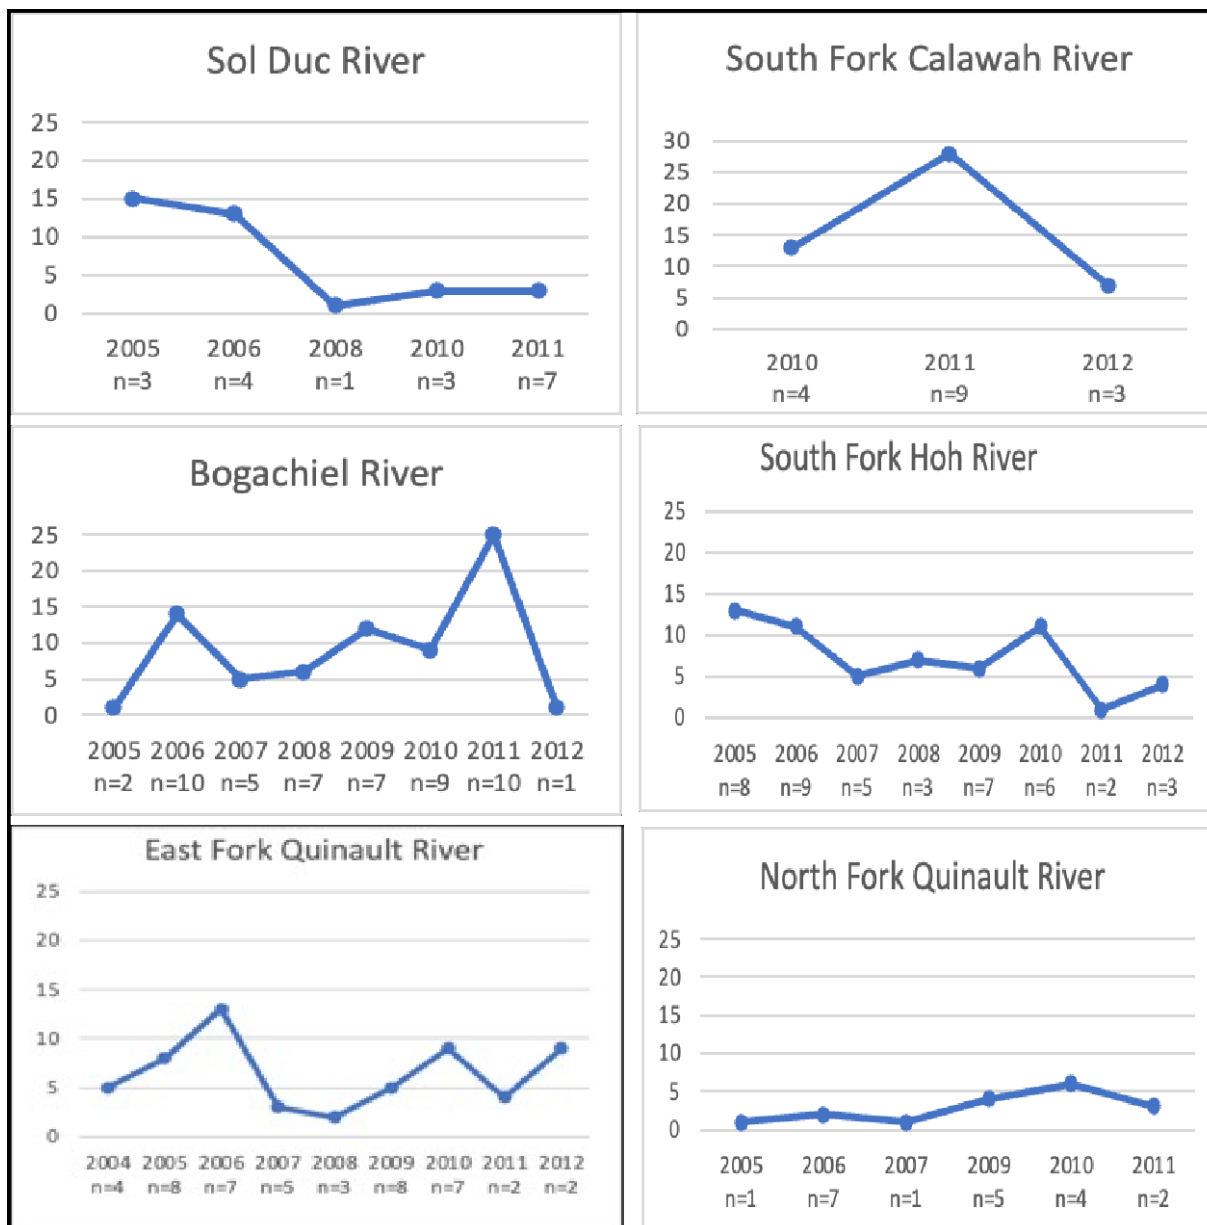 Sol Duc River
25
20
15
10
5
0
2005 2006 2008 2010 2011
n=3 n=4 n=1 n=3 n=7
South Fork Calawah River
30
25
20
15
10
5
0
2010 2011 2012
n=4 n=9 n=3
Bogachiel River
25
20
15
10
5
0
2005 2006 2007 2008 2009 2010 2011 2012
n=2 n=10 n=5 n=7 n=7 n=9 n=10 n=1
South Fork Hoh River
25
20
15
10
5
0
2005 2006 2007 2008 2009 2010 2011 2012
n=8 n=9 n=5 n=3 n=7 n=6 n=2 n=3
East Fork Quinault River
25
20
15
10
5
0
2004 2005 2006 2007 2008 2009 2010 2011 2012
n=4 n=8 n=7 n=5 n=3 n=8 n=7 n=2 n=2
North Fork Quinault River
25
20
15
10
5
0
2005 2006 2007 2009 2010 2011
n=1 n=7 n=1 n=5 n=4 n=2